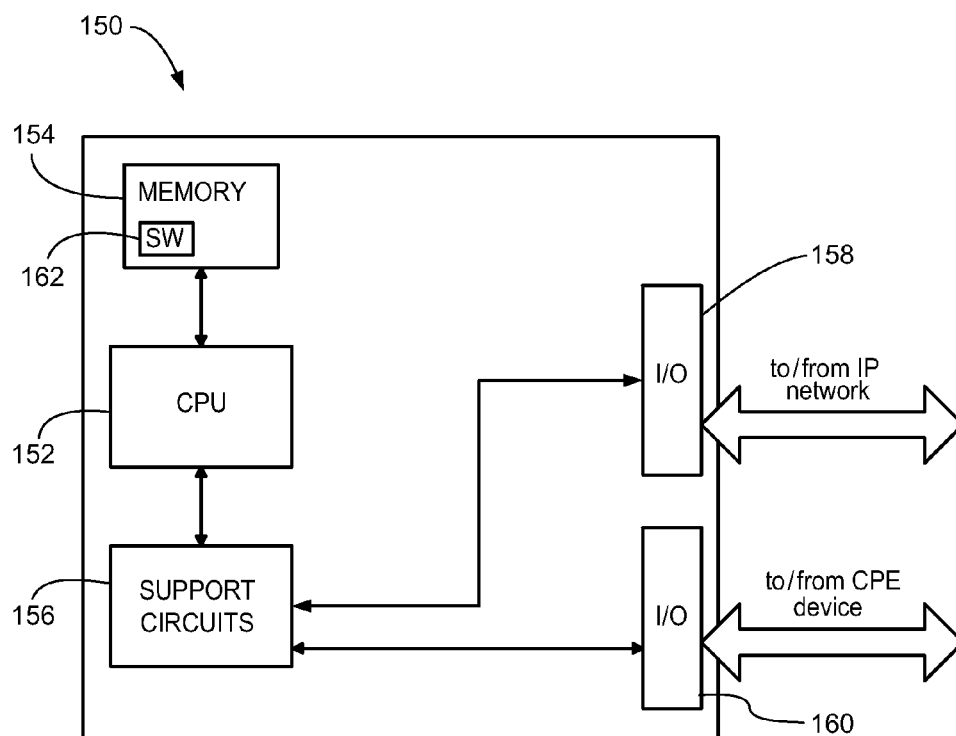 150
154
MEMORY
SW
162
158
I/O
to/from IP
network
CPU
152
156
SUPPORT
CIRCUITS
I/O
to/from CPE
device
160